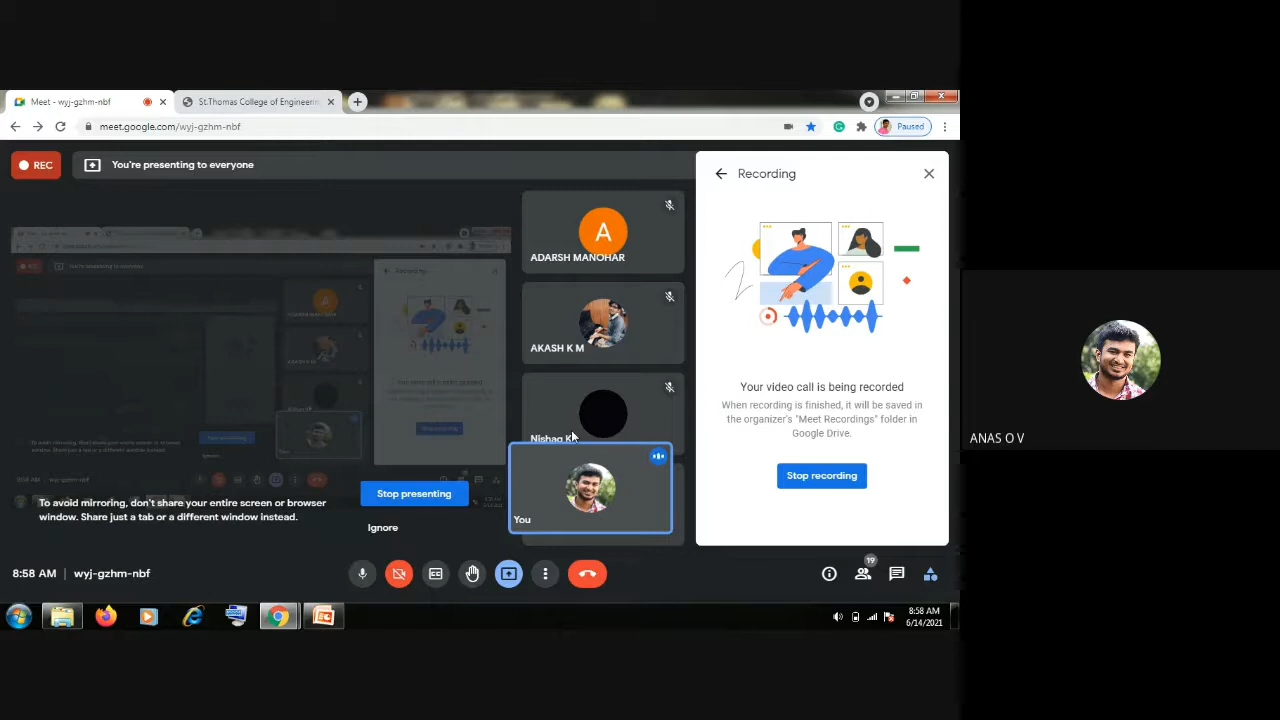 Meet - wyj-gzhm-nbf
St.Thomas College of Engineerin
meet.google.com/wyj-gzhm-nbf
Paused
REC
You're presenting to everyone
Recording
A
ADARSH MANOHAR
AKASH K M
Nishag K
You
Your video call is being recorded
When recording is finished, it will be saved in
the organizer's "Meet Recordings" folder in
Google Drive.
Stop recording
To avoid mirroring, don't share your entire screen or browser
window. Share just a tab or a different window instead.
Stop presenting
Ignore
8:58 AM | wyj-gzhm-nbf
19
8:58 AM
6/14/2021
ANAS O V